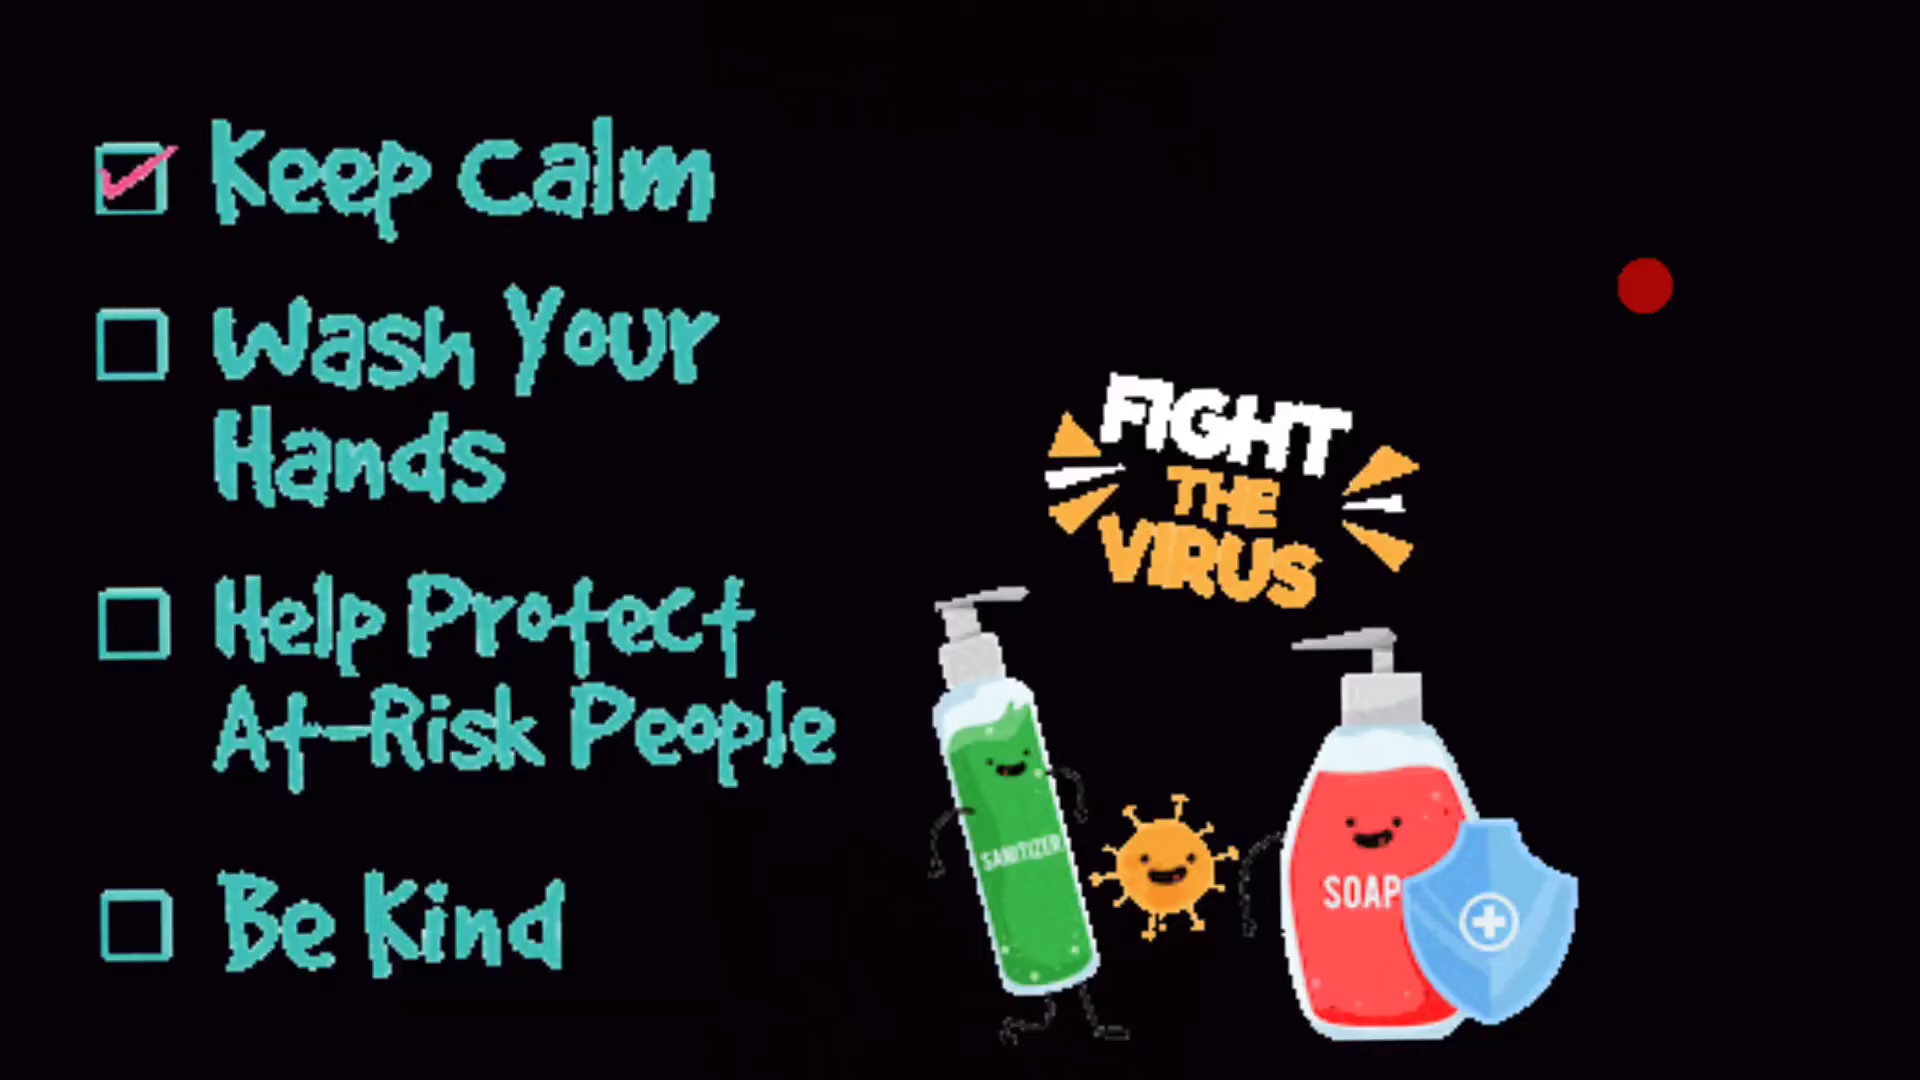 Keep Calm
Wash Your
Hands
Help Protect
At-Risk People
Be Kind
FIGHT
THE
VIRUS
SANITIZER
SOAP